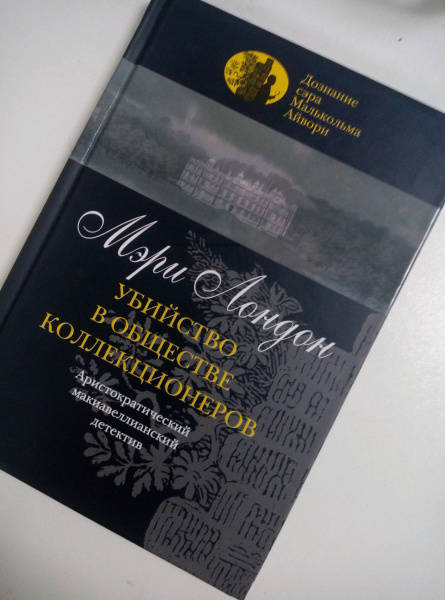 Дознание
сэра
Малькольма
Айвори
Мэри Лондон
УБИЙСТВО
В ОБЩЕСТВЕ
КОЛЛЕКЦИОНЕРОВ
Аристократический
макиавеллианский
детектив